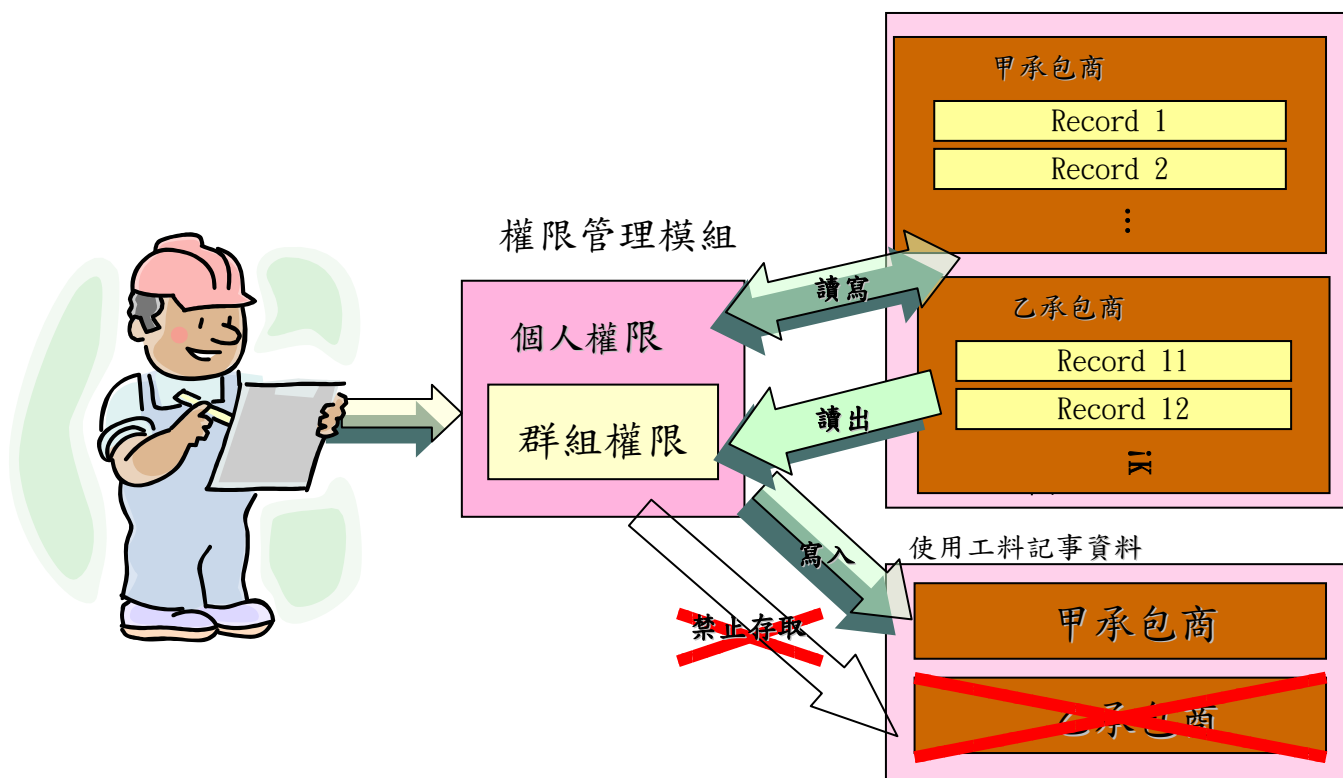 甲承包商
Record 1
Record 2
⋮
權限管理模組
讀寫
個人權限
乙承包商
Record 11
Record 12
¡K
讀出
群組權限
寫入
使用工料記事資料
禁止存取
甲承包商
乙承包商